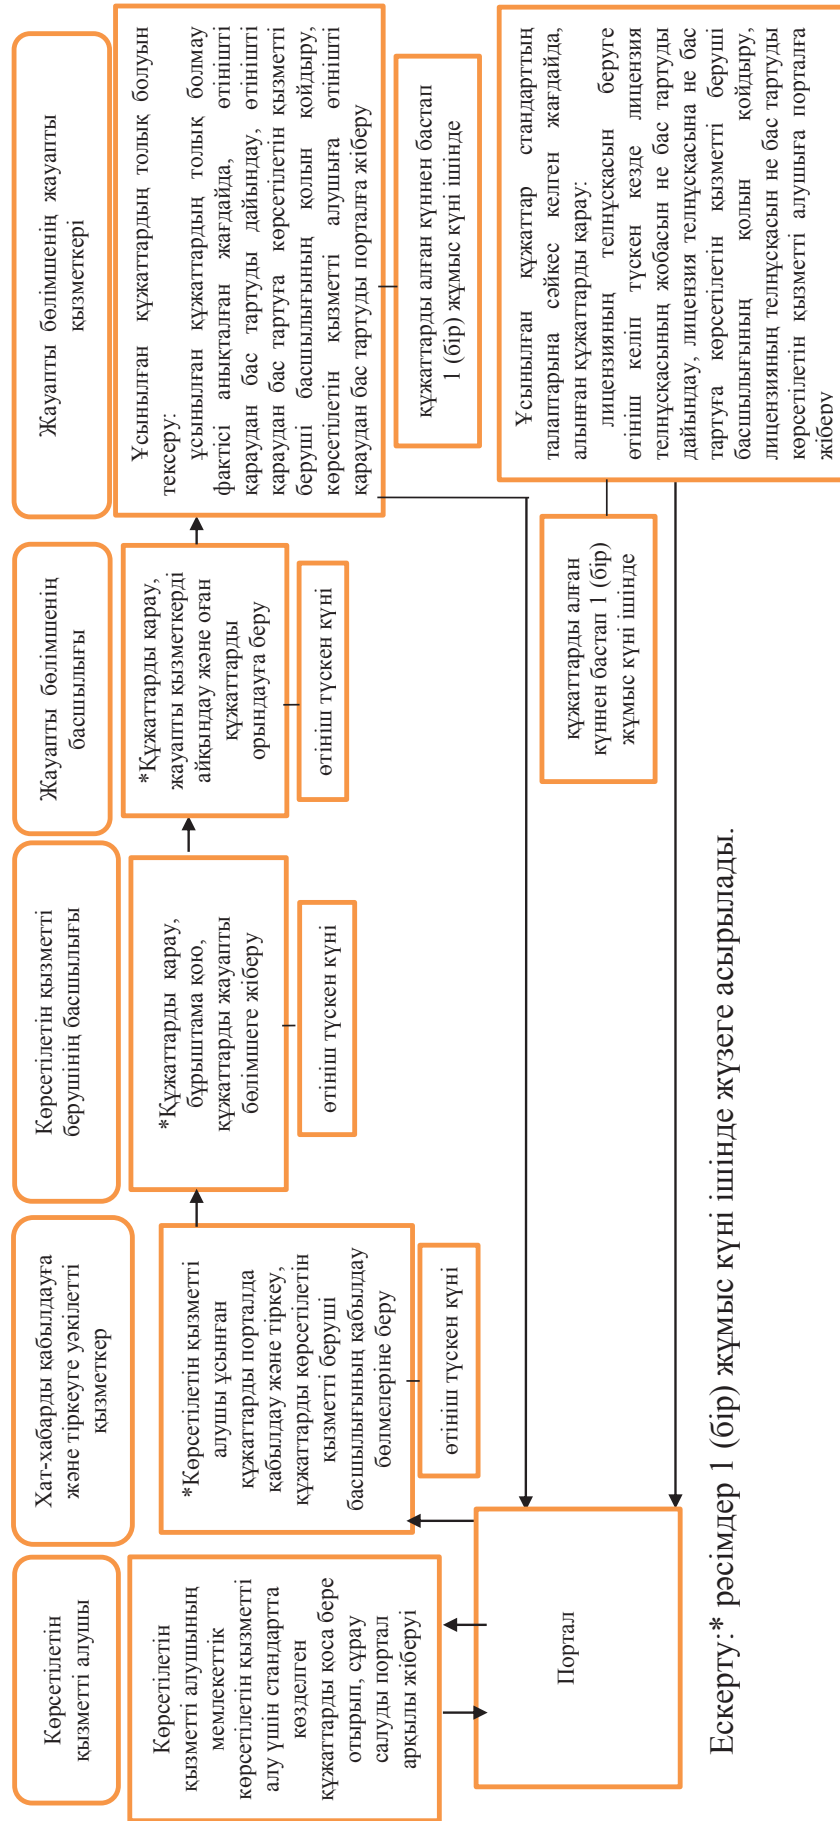 Көрсетілетін
қызметті алушы
Хат-хабарды қабылдауға
және тіркеуге уәкілетті
қызметкер
Көрсетілетін қызметті
берушінің басшылығы
Жауапты бөлімшенің
басшылығы
Жауапты бөлімшенің жауапты
қызметкері
Көрсетілетін
қызметті алушының
мемлекеттік
көрсетілетін қызметті
алу үшін стандартта
көзделген
құжаттарды қоса бере
отырып, сұрау
салуды портал
арқылы жіберуі
*Көрсетілетін қызметті
алушы ұсынған
құжаттарды порталда
қабылдау және тіркеу,
құжаттарды көрсетілетін
қызметті беруші
басшылығының қабылдау
бөлмелеріне беру
өтініш түскен күні
*Құжаттарды қарау,
бұрыштама қою,
құжаттарды жауапты
бөлімшеге жіберу
өтініш түскен күні
*Құжаттарды қарау,
жауапты қызметкерді
айқындау және оған
құжаттарды
орындауға беру
өтініш түскен күні
Ұсынылған құжаттардың толық болуын
тексеру:
ұсынылған құжаттардың толық болмау
фактісі анықталған жағдайда, өтінішті
қараудан бас тартуды дайындау, өтінішті
қараудан бас тартуға көрсетілетін қызметті
беруші басшылығының қолын қойдыру,
көрсетілетін қызметті алушыға өтінішті
қараудан бас тартуды порталға жіберу
құжаттарды алған күннен бастап
1 (бір) жұмыс күні ішінде
Ұсынылған құжаттар стандарттың
талаптарына сәйкес келген жағдайда,
алынған құжаттарды қарау:
лицензияның телнұсқасын беруге
өтініш келіп түскен кезде лицензия
телнұсқасының жобасын не бас тартуды
дайындау, лицензия телнұсқасына не бас
тартуға көрсетілетін қызметті беруші
басшылығының қолын қойдыру,
лицензияның телнұсқасын не бас тартуды
көрсетілетін қызметті алушыға порталға
жіберу
құжаттарды алған
күннен бастап 1 (бір)
жұмыс күні ішінде
Портал
Ескерту:* рәсімдер 1 (бір) жұмыс күні ішінде жүзеге асырылады.